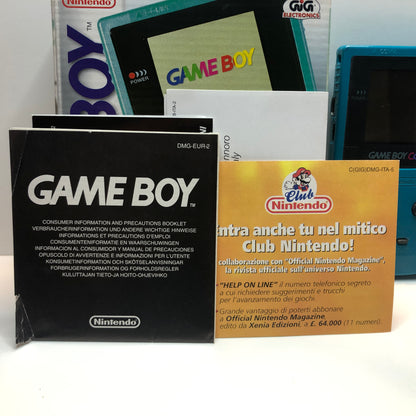 Nintendo
BOY
POWER
GAME BOY
GIG
ELECTRONICS
DMG-EUR-2
GAME BOY
CONSUMER INFORMATION AND PRECAUTIONS BOOKLET
VERBRAUCHERINFORMATION UND ANDERE WICHTIGE HINWEISE
INFORMATIONS ET PRECAUTIONS D'EMPLOI
CONSUMENTENINFORMATIE EN WAARSCHUWINGEN
INFORMACION AL CONSUMIDOR Y MANUAL DE PRECAUCIONES
OPUSCOLO DI AVVERTENZE E INFORMAZIONI PER L'UTENTE
KONSUMENTINFORMATION OCH SKÖTSELANVISNINGAR
FORBRUGERINFORMATION OG FORHOLDSREGLER
KULUTTAJAN TIETO-JA HOITO-OHJEVIHKO
Nintendo
C(GIG)DMG-ITA-5
Club
Nintendo
Entra anche tu nel mitico
Club Nintendo!
collaborazione con "Official Nintendo Magazine",
la rivista ufficiale sull'universo Nintendo.
"HELP ON LINE" il numero telefonico segreto
a cui richiedere suggerimenti e trucchi
per l'avanzamento dei giochi.
Grande vantaggio di poterti abbonare
a Official Nintendo Magazine,
edito da Xenia Edizioni, a £. 64.000 (11 numeri).
GAME BOY